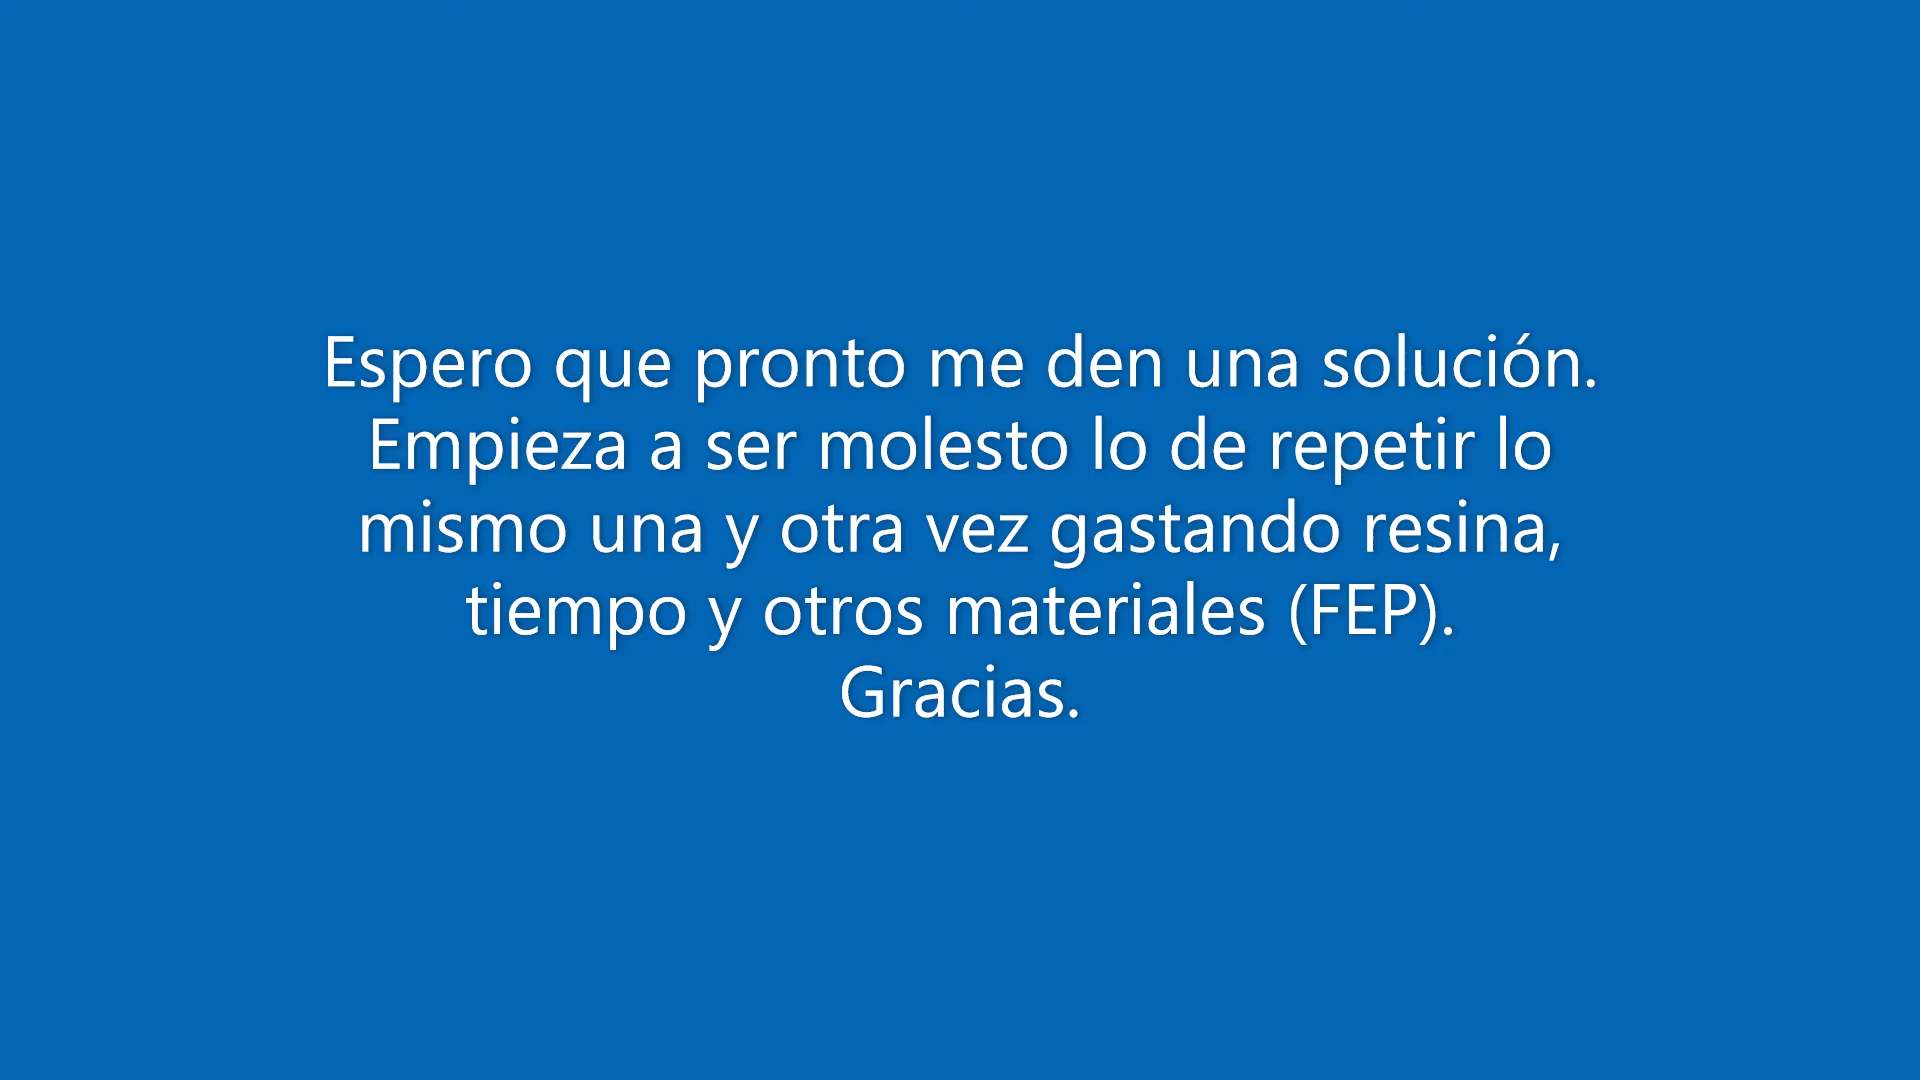 Espero que pronto me den una solución.
Empieza a ser molesto lo de repetir lo
mismo una y otra vez gastando resina,
tiempo y otros materiales (FEP).
Gracias.